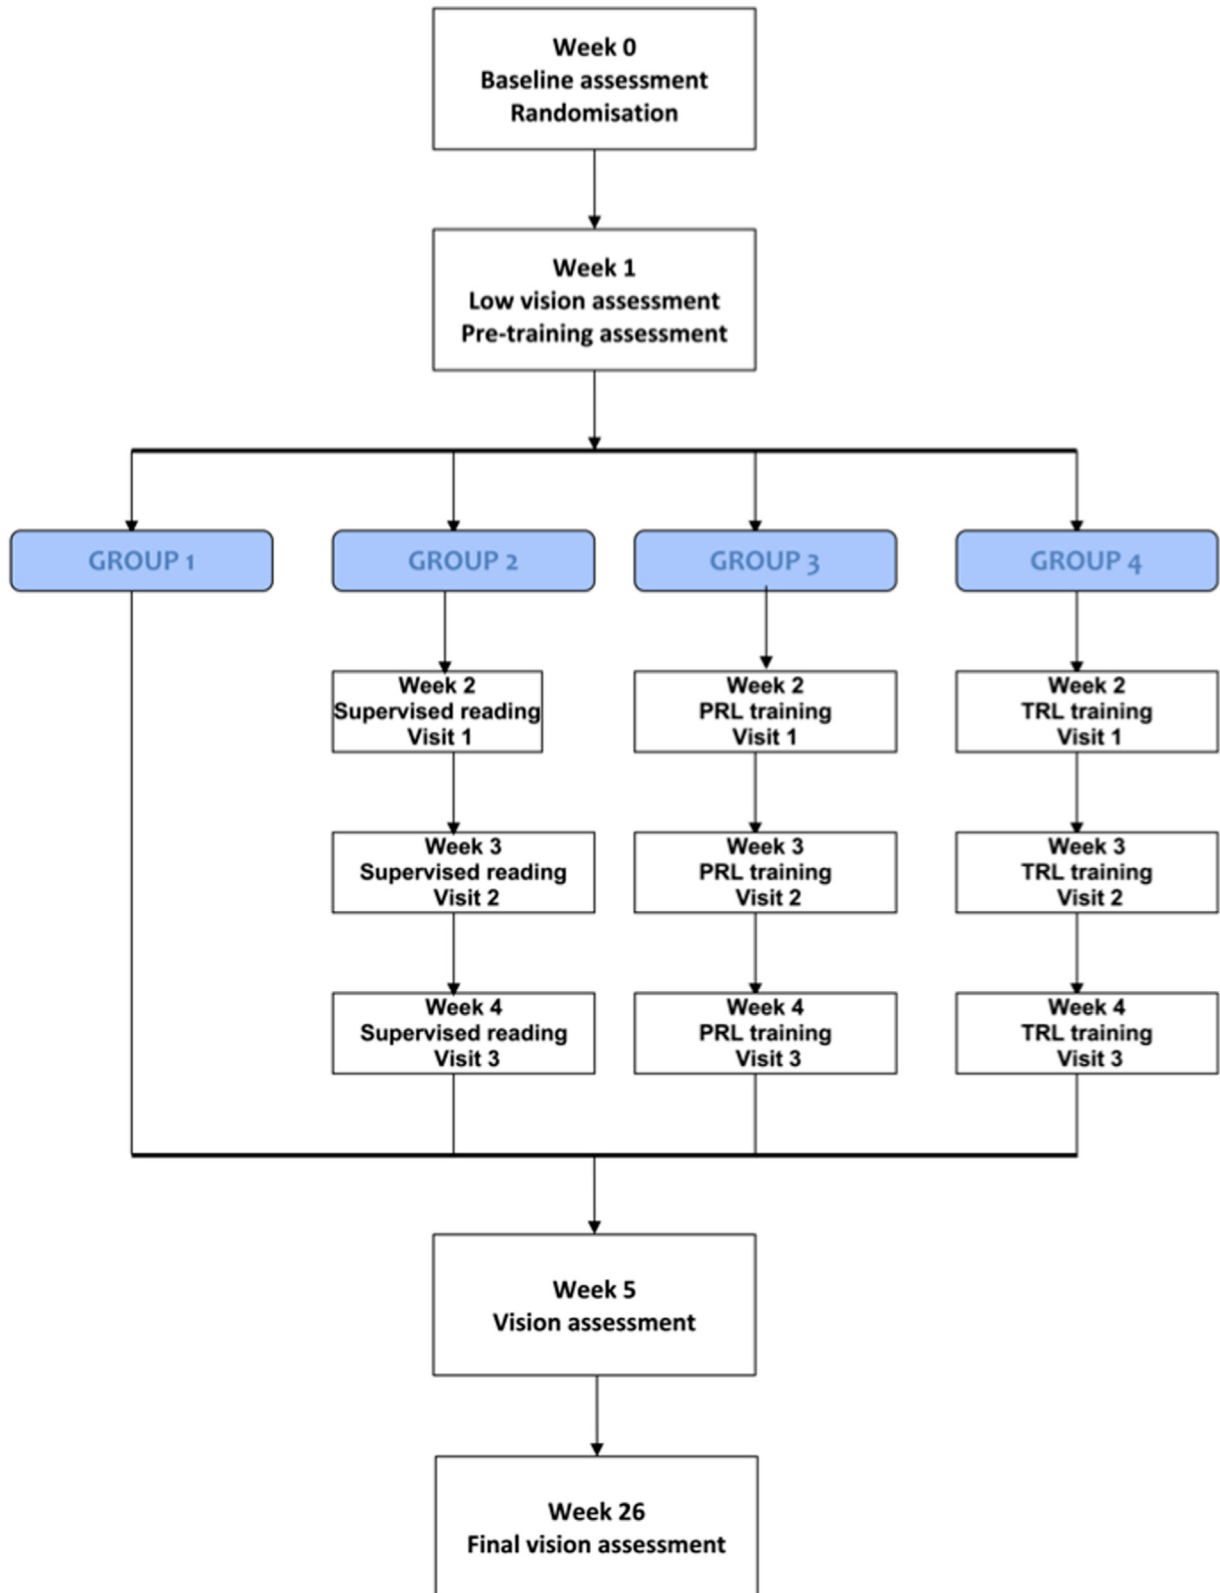 Week 0
Baseline assessment
Randomisation
Week 1
Low vision assessment
Pre-training assessment
GROUP 1
GROUP 2
GROUP 3
GROUP 4
Week 2
Supervised reading
Visit 1
Week 2
PRL training
Visit 1
Week 2
TRL training
Visit 1
Week 3
Supervised reading
Visit 2
Week 3
PRL training
Visit 2
Week 3
TRL training
Visit 2
Week 4
Supervised reading
Visit 3
Week 4
PRL training
Visit 3
Week 4
TRL training
Visit 3
Week 5
Vision assessment
Week 26
Final vision assessment